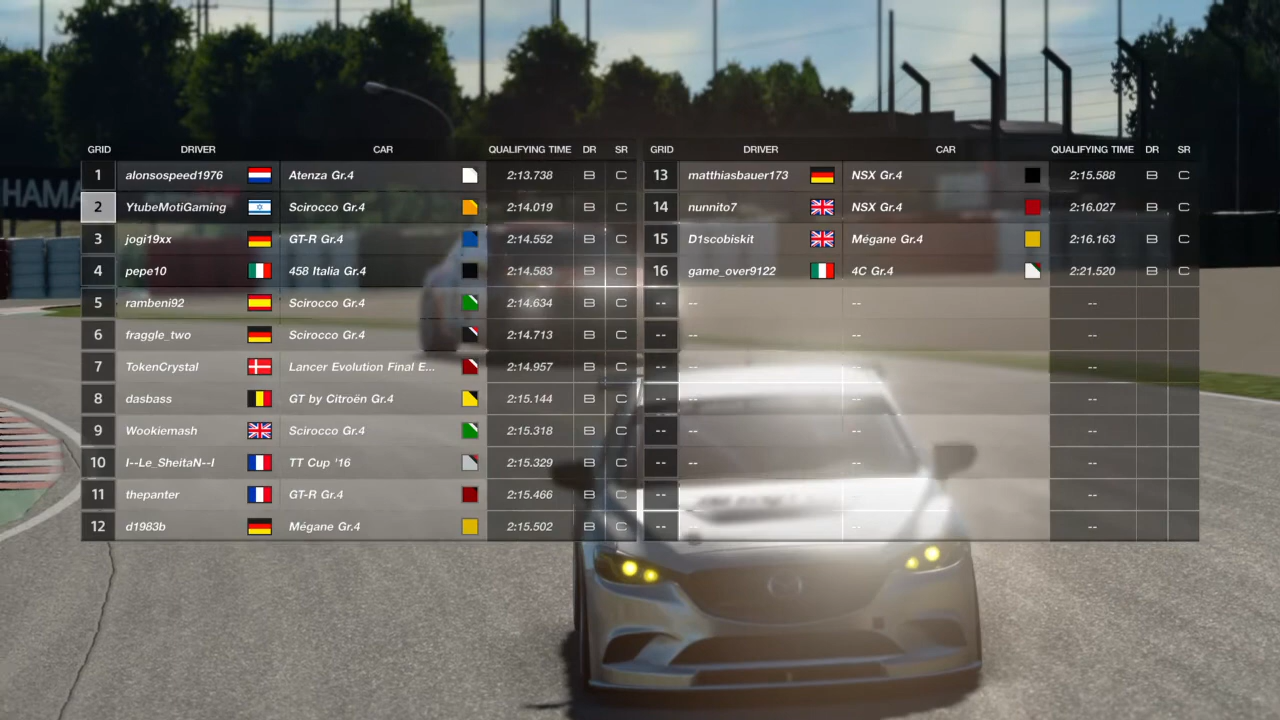 GRID DRIVER CAR QUALIFYING TIME DR SR
1 alonsospeed1976 Atenza Gr.4 2:13.738 B C
2 YtubeMotiGaming Scirocco Gr.4 2:14.019 B C
3 jogi19xx GT-R Gr.4 2:14.552 B C
4 pepe10 458 Italia Gr.4 2:14.583 B C
5 rambeni92 Scirocco Gr.4 2:14.634 B C
6 fraggle_two Scirocco Gr.4 2:14.713 B C
7 TokenCrystal Lancer Evolution Final E... 2:14.957 B C
8 dasbass GT by Citroën Gr.4 2:15.144 B C
9 Wookiemash Scirocco Gr.4 2:15.318 B C
10 I--Le_SheitaN--I TT Cup '16 2:15.329 B C
11 thepanter GT-R Gr.4 2:15.466 B C
12 d1983b Mégane Gr.4 2:15.502 B C
GRID DRIVER CAR QUALIFYING TIME DR SR
13 matthiasbauer173 NSX Gr.4 2:15.588 B C
14 nunnito7 NSX Gr.4 2:16.027 B C
15 D1scobiskit Mégane Gr.4 2:16.163 B C
16 game_over9122 4C Gr.4 2:21.520 B C
-- -- -- --
-- -- -- --
-- -- -- --
-- -- -- --
-- -- -- --
-- -- -- --
-- -- -- --
-- -- -- --
HAMA